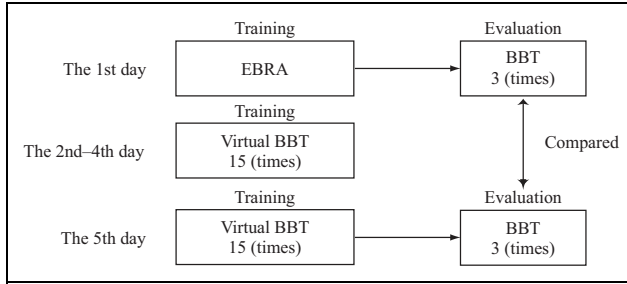 Training
Evaluation
The 1st day
EBRA
BBT
3 (times)
Training
The 2nd–4th day
Virtual BBT
15 (times)
Compared
Training
Evaluation
The 5th day
Virtual BBT
15 (times)
BBT
3 (times)